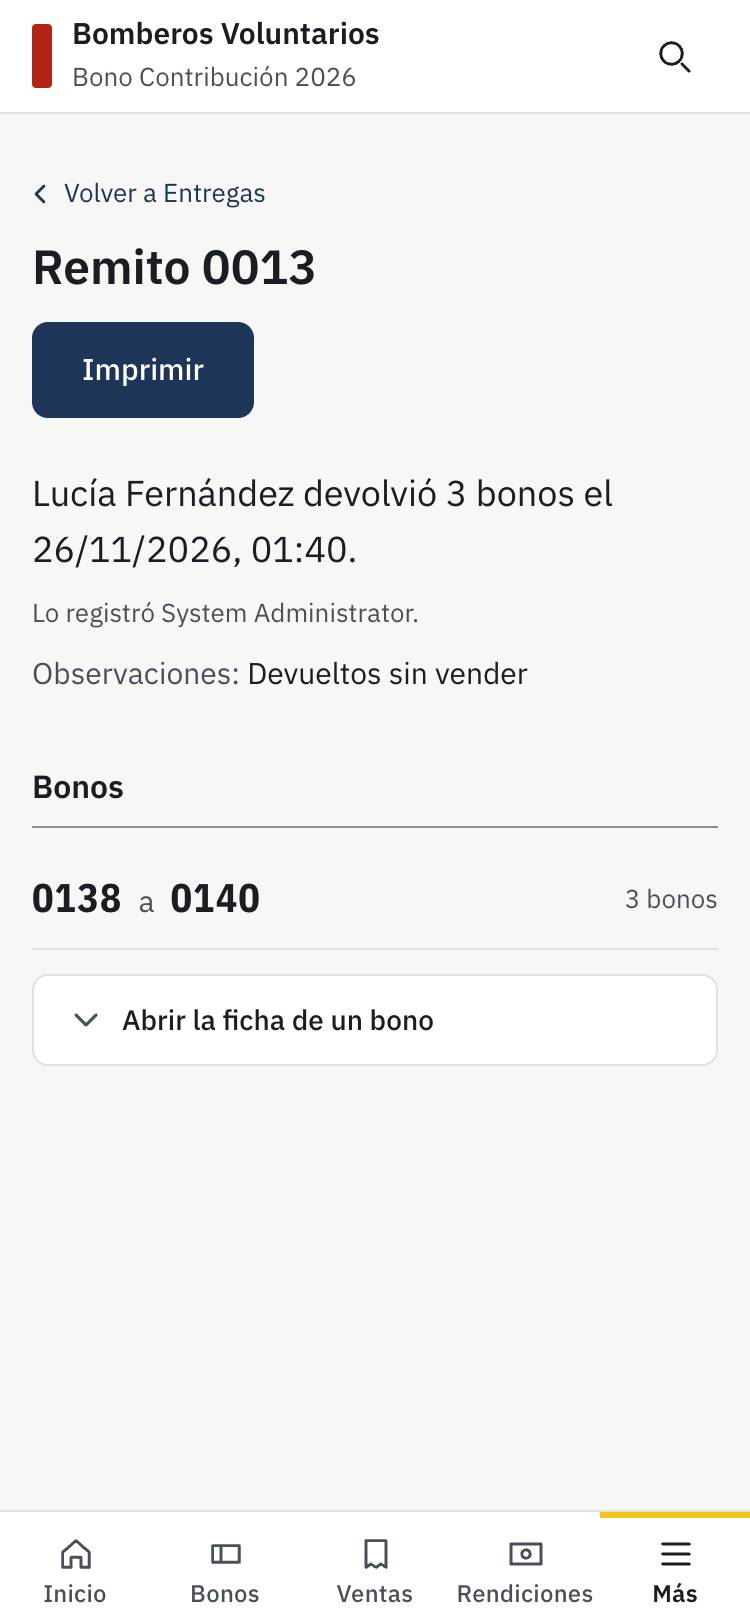 Bomberos Voluntarios
Bono Contribución 2026
Volver a Entregas
Remito 0013
Imprimir
Lucía Fernández devolvió 3 bonos el
26/11/2026, 01:40.
Lo registró System Administrator.
Observaciones: Devueltos sin vender
Bonos
0138 a 0140 3 bonos
Abrir la ficha de un bono
Inicio Bonos Ventas Rendiciones Más